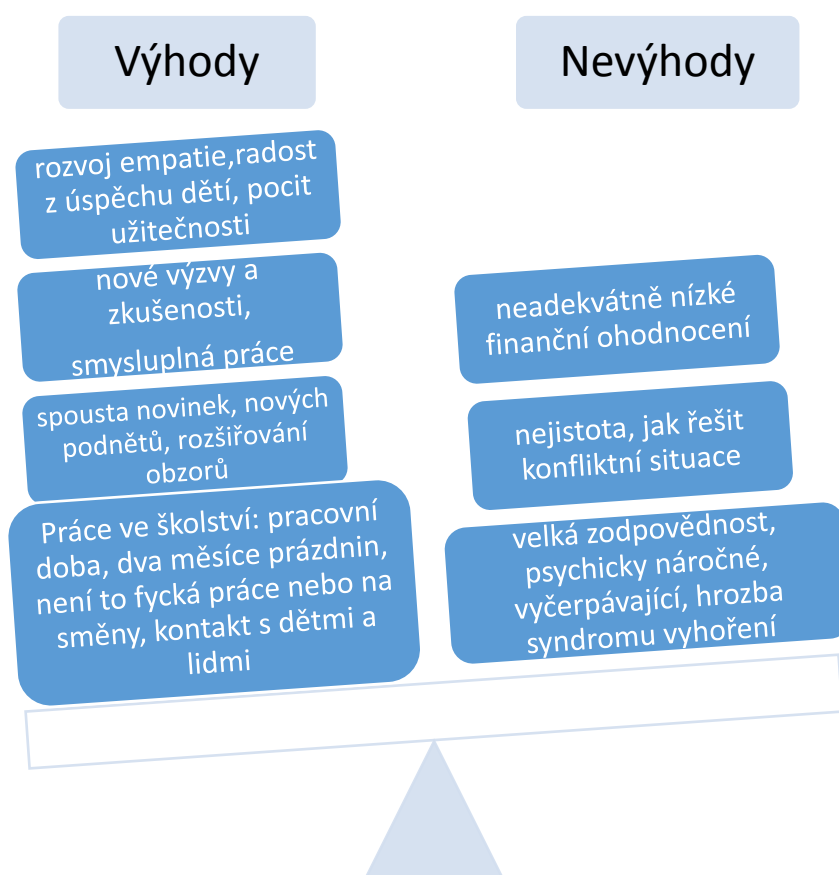 Výhody
rozvoj empatie,radost
z úspěchu dětí, pocit
užitečnosti
nové výzvy a
zkušenosti,
smysluplná práce
spousta novinek, nových
podnětů, rozšiřování
obzorů
Práce ve školství: pracovní
doba, dva měsíce prázdnin,
není to fycká práce nebo na
směny, kontakt s dětmi a
lidmi
Nevýhody
neadekvátně nízké
finanční ohodnocení
nejistota, jak řešit
konfliktní situace
velká zodpovědnost,
psychicky náročné,
vyčerpávající, hrozba
syndromu vyhoření